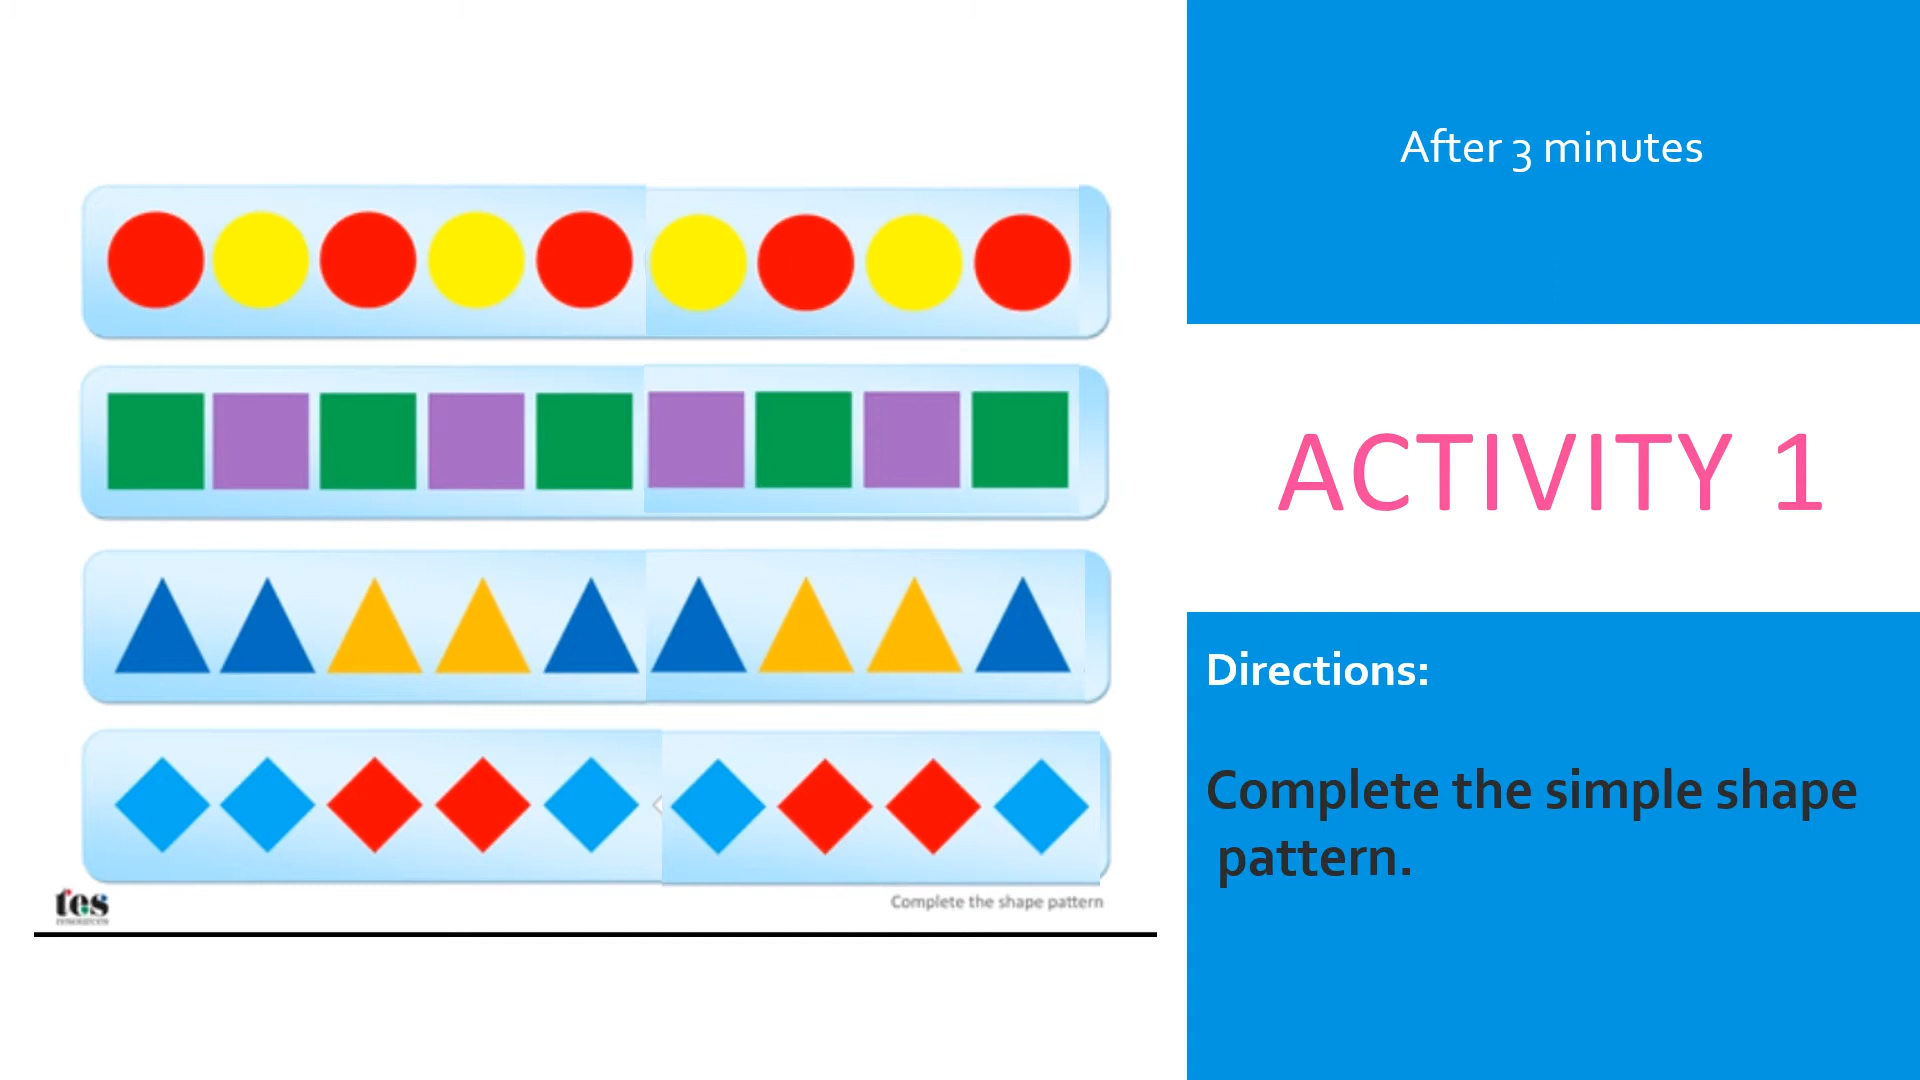 After 3 minutes
ACTIVITY 1
Directions:
Complete the simple shape
pattern.
tes
Complete the shape pattern